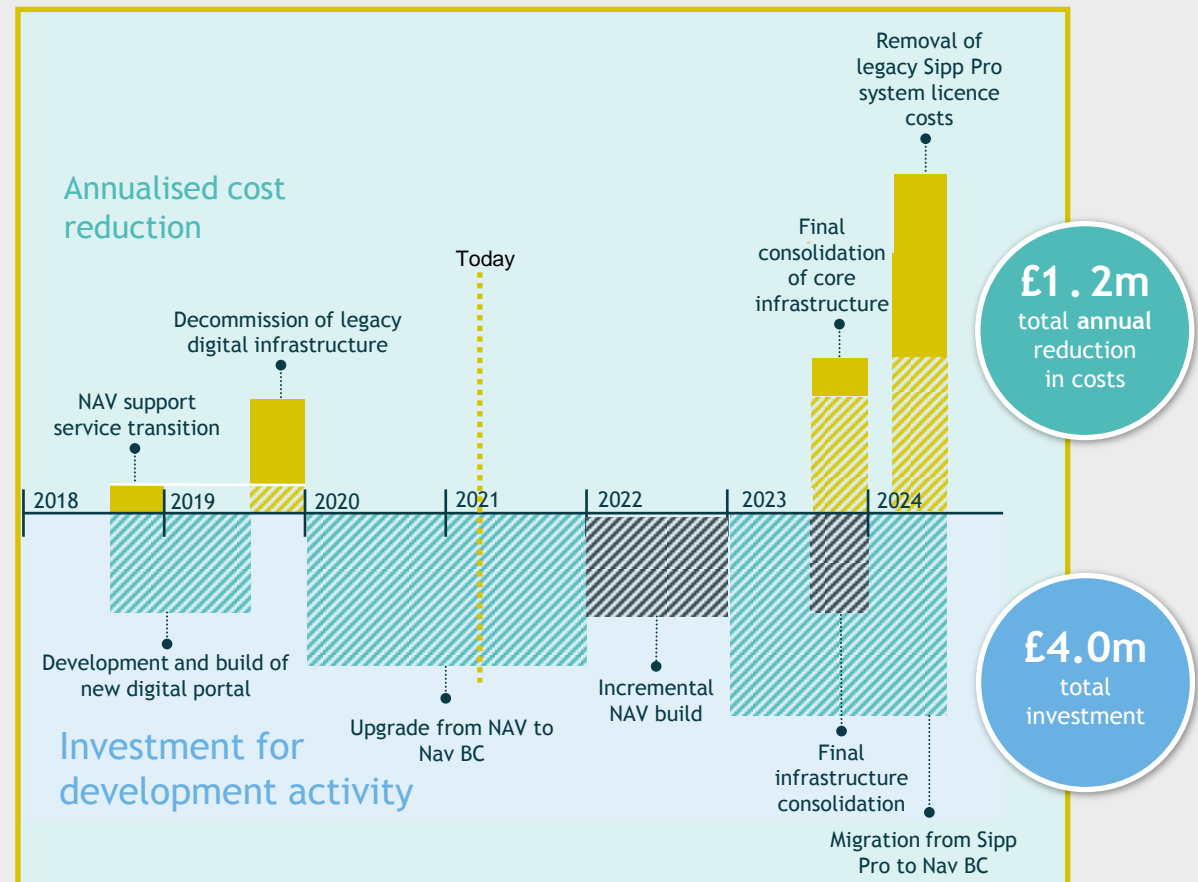 Removal of
legacy Sipp Pro
system licence
costs
Annualised cost
reduction
Final
consolidation
of core
infrastructure
Today
Decommission of legacy
digital infrastructure
NAV support
service transition
£1.2m
total annual
reduction
in costs
2018
2019
2020
2021
2022
2023
2024
Development and build of
new digital portal
Upgrade from NAV to
Nav BC
Incremental
NAV build
Final
infrastructure
consolidation
Migration from Sipp
Pro to Nav BC
Investment for
development activity
£4.0m
total
investment